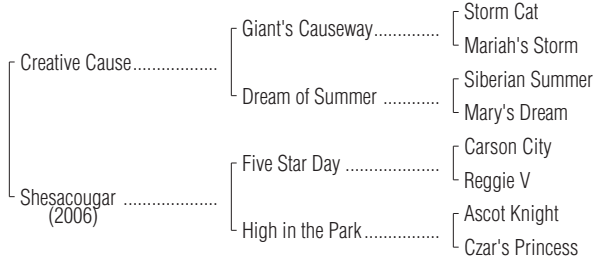 Storm Cat
Giant's Causeway..............
Mariah's Storm
Creative Cause..................
Siberian Summer
Dream of Summer ............
Mary's Dream
Carson City
Five Star Day ....................
Reggie V
Shesacougar ....................
(2006)
Ascot Knight
High in the Park................
Czar's Princess